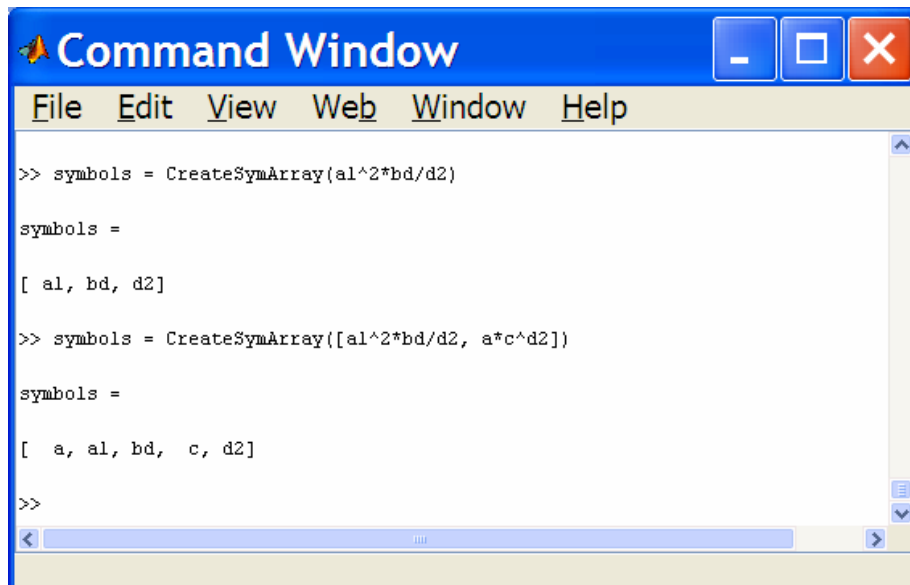 Command Window
File Edit View Web Window Help
>> symbols = CreateSymArray(al^2*bd/d2)
symbols =
[ al, bd, d2]
>> symbols = CreateSymArray([al^2*bd/d2, a*c^d2])
symbols =
[  a, al, bd,  c, d2]
>>